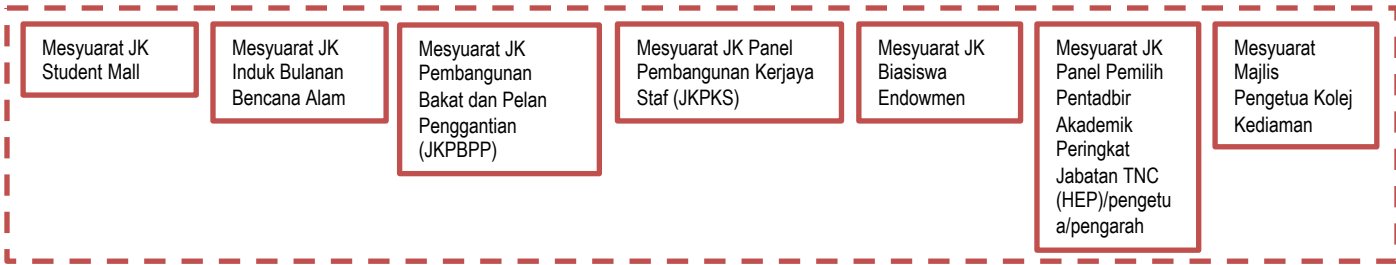 Mesyuarat JK
Student Mall
Mesyuarat JK
Induk Bulanan
Bencana Alam
Mesyuarat JK
Pembangunan
Bakat dan Pelan
Penggantian
(JKPBPP)
Mesyuarat JK Panel
Pembangunan Kerjaya
Staf (JKPKS)
Mesyuarat JK
Biasiswa
Endowmen
Mesyuarat JK
Panel Pemilih
Pentadbir
Akademik
Peringkat
Jabatan TNC
(HEP)/pengetu
a/pengarah
Mesyuarat
Majlis
Pengetua Kolej
Kediaman